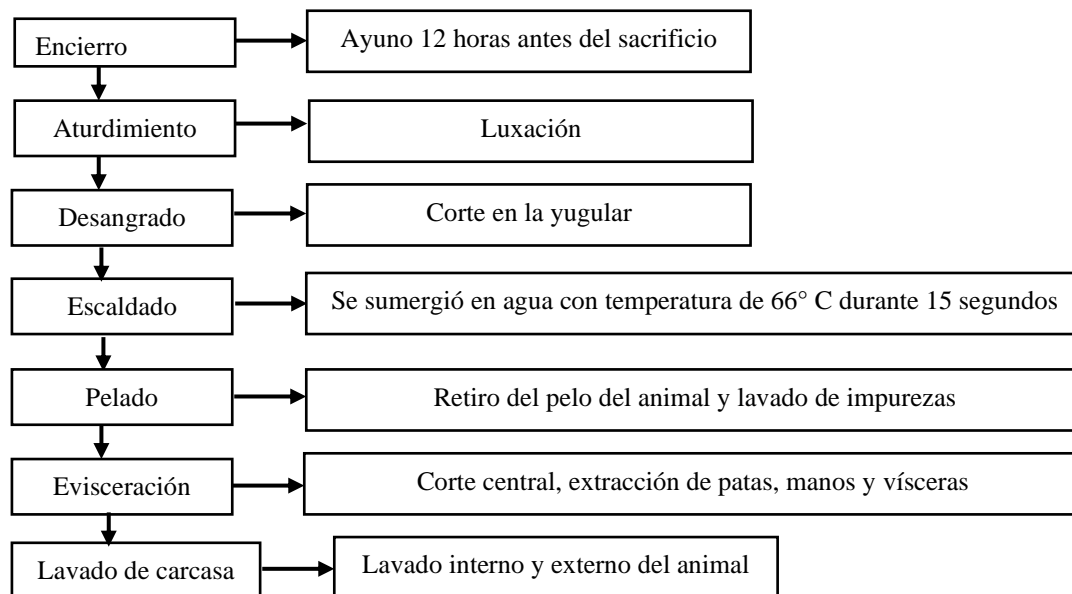 Encierro
Ayuno 12 horas antes del sacrificio
Aturdimiento
Luxación
Desangrado
Corte en la yugular
Escaldado
Se sumergió en agua con temperatura de 66° C durante 15 segundos
Pelado
Retiro del pelo del animal y lavado de impurezas
Evisceración
Corte central, extracción de patas, manos y vísceras
Lavado de carcasa
Lavado interno y externo del animal